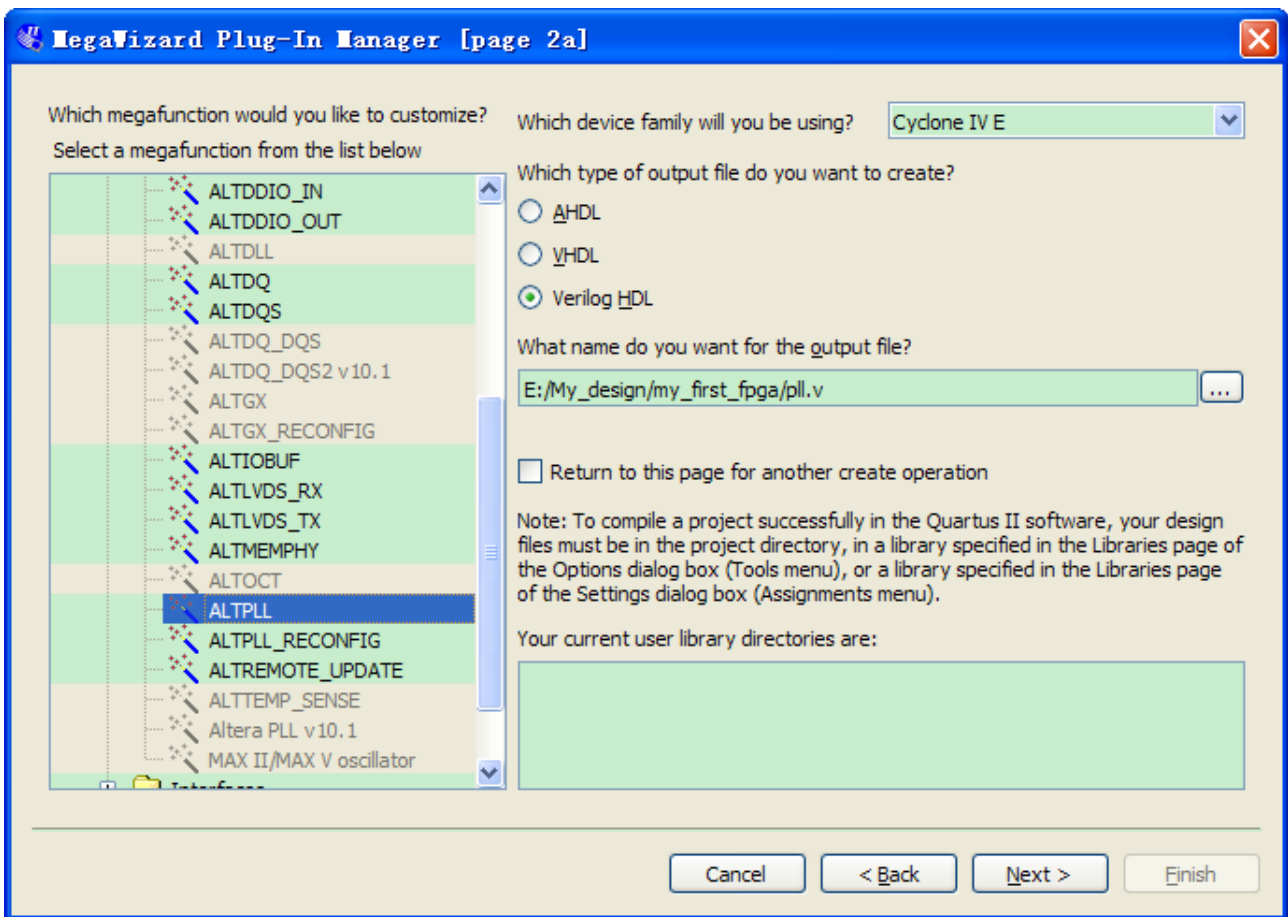 MegaWizard Plug-In Manager [page 2a]
Which megafunction would you like to customize?
Select a megafunction from the list below
ALTDDIO_IN
ALTDDIO_OUT
ALTDLL
ALTDQ
ALTDQS
ALTDQ_DQS
ALTDQ_DQS2 v10.1
ALTGX
ALTGX_RECONFIG
ALTIOBUF
ALTLVDS_RX
ALTLVDS_TX
ALTMEMPHY
ALTOCT
ALTPLL
ALTPLL_RECONFIG
ALTREMOTE_UPDATE
ALTTEMP_SENSE
Altera PLL v10.1
MAX II/MAX V oscillator
Interfaces
Which device family will you be using?
Cyclone IV E
Which type of output file do you want to create?
AHDL
VHDL
Verilog HDL
What name do you want for the output file?
E:/My_design/my_first_fpga/pll.v
...
Return to this page for another create operation
Note: To compile a project successfully in the Quartus II software, your design
files must be in the project directory, in a library specified in the Libraries page of
the Options dialog box (Tools menu), or a library specified in the Libraries page
of the Settings dialog box (Assignments menu).
Your current user library directories are:
Cancel
< Back
Next >
Finish